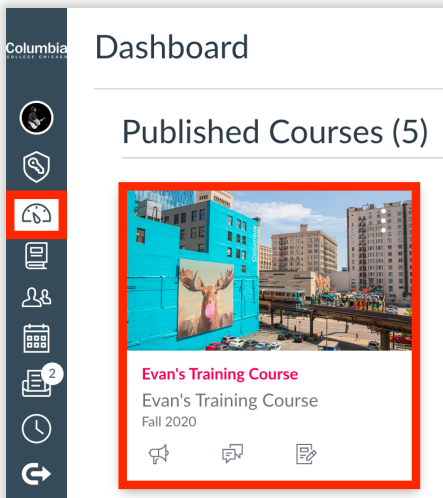 Columbia
COLLEGE CHICAGO
Dashboard
Published Courses (5)
Evan's Training Course
Evan's Training Course
Fall 2020
2